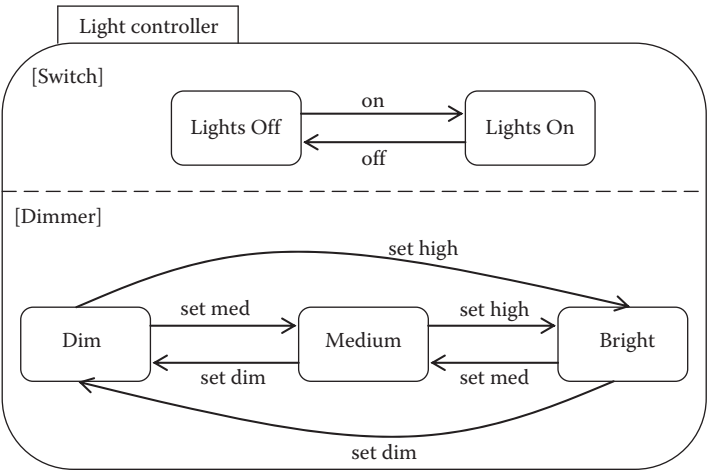 Light controller
[Switch]
on
Lights Off
Lights On
off
[Dimmer]
set high
set med
set high
Dim
Medium
Bright
set dim
set med
set dim